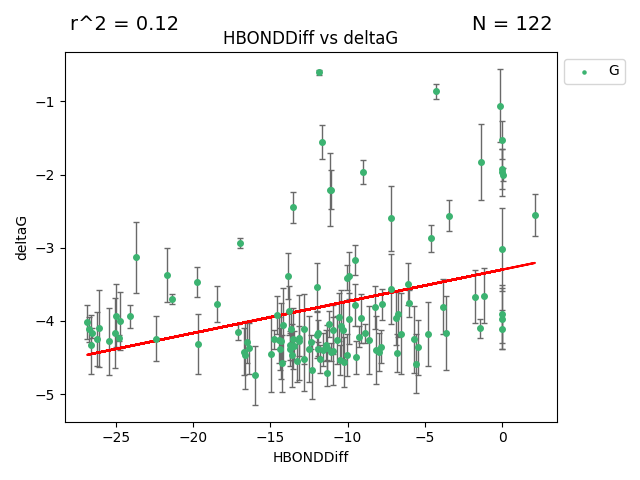 r^2 = 0.12
N = 122
HBONDDiff vs deltaG
G
−1
−2
−3
−4
−5
deltaG
−25
−20
−15
−10
−5
0
HBONDDiff